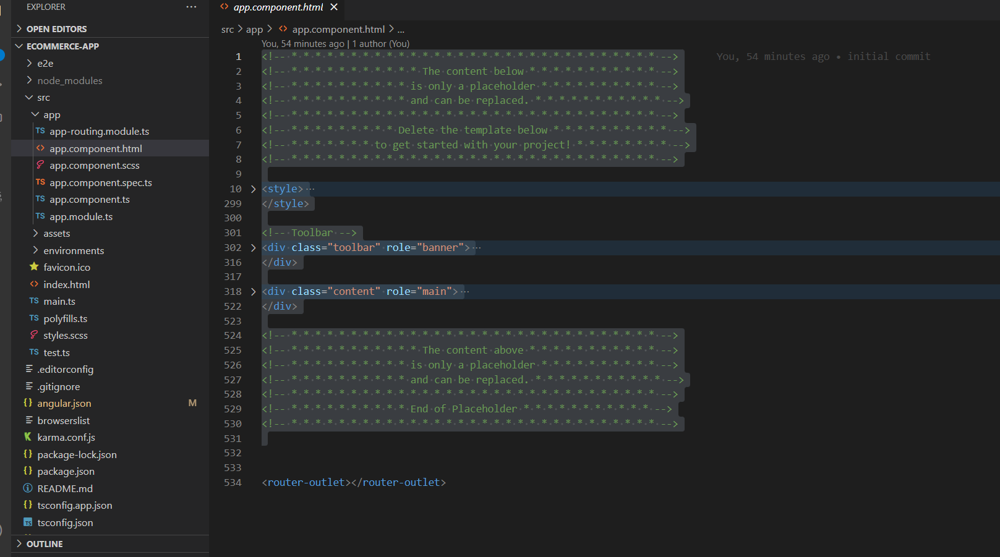 EXPLORER
···
OPEN EDITORS
ECOMMERCE-APP
e2e
node_modules
src
app
TS app-routing.module.ts
<> app.component.html
app.component.scss
TS app.component.spec.ts
TS app.component.ts
TS app.module.ts
assets
environments
favicon.ico
<> index.html
TS main.ts
TS polyfills.ts
styles.scss
TS test.ts
.editorconfig
.gitignore
{} angular.json M
browserslist
K karma.conf.js
{} package-lock.json
{} package.json
README.md
{} tsconfig.app.json
TS tsconfig.json
OUTLINE
<> app.component.html ×
src > app > <> app.component.html > ...
You, 54 minutes ago | 1 author (You)
1 <!-- * * * * * * * * * * * * * * * * * * * * * * * * * * * * * * * --> You, 54 minutes ago • initial commit
2 <!-- * * * * * * * * * * * The content below * * * * * * * * * * * -->
3 <!-- * * * * * * * * * * is only a placeholder * * * * * * * * * * -->
4 <!-- * * * * * * * * * * and can be replaced. * * * * * * * * * * * -->
5 <!-- * * * * * * * * * * * * * * * * * * * * * * * * * * * * * * * -->
6 <!-- * * * * * * * * * Delete the template below * * * * * * * * * * -->
7 <!-- * * * * * * * to get started with your project! * * * * * * * * -->
8 <!-- * * * * * * * * * * * * * * * * * * * * * * * * * * * * * * * -->
9
10 <style>···
299 </style>
300
301 <!-- Toolbar -->
302 <div class="toolbar" role="banner">···
316 </div>
317
318 <div class="content" role="main">···
522 </div>
523
524 <!-- * * * * * * * * * * * * * * * * * * * * * * * * * * * * * * * -->
525 <!-- * * * * * * * * * * * The content above * * * * * * * * * * * -->
526 <!-- * * * * * * * * * * is only a placeholder * * * * * * * * * * -->
527 <!-- * * * * * * * * * * and can be replaced. * * * * * * * * * * * -->
528 <!-- * * * * * * * * * * * * * * * * * * * * * * * * * * * * * * * -->
529 <!-- * * * * * * * * * * End of Placeholder * * * * * * * * * * * -->
530 <!-- * * * * * * * * * * * * * * * * * * * * * * * * * * * * * * * -->
531
532
533
534 <router-outlet></router-outlet>